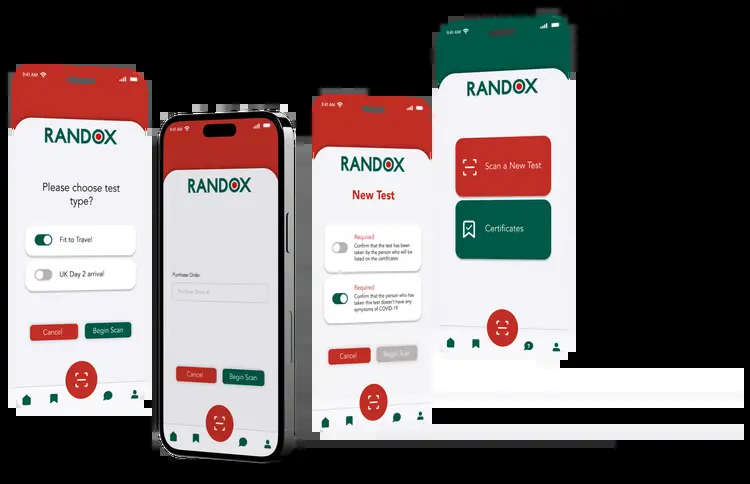 9:41 AM
RANDOX
Please choose test
type?
Fit to Travel
UK Day 2 arrival
Cancel
Begin Scan
9:41 AM
RANDOX
Purchase Order:
Purchase Order #
Cancel
Begin Scan
9:41 AM
RANDOX
New Test
Required
Confirm that the test has been
taken by the person who will be
listed on the certificates
Required
Confirm that the person who has
taken this test doesn't have any
symptoms of COVID-19
Cancel
Begin Scan
9:41 AM
RANDOX
Scan a New Test
Certificates